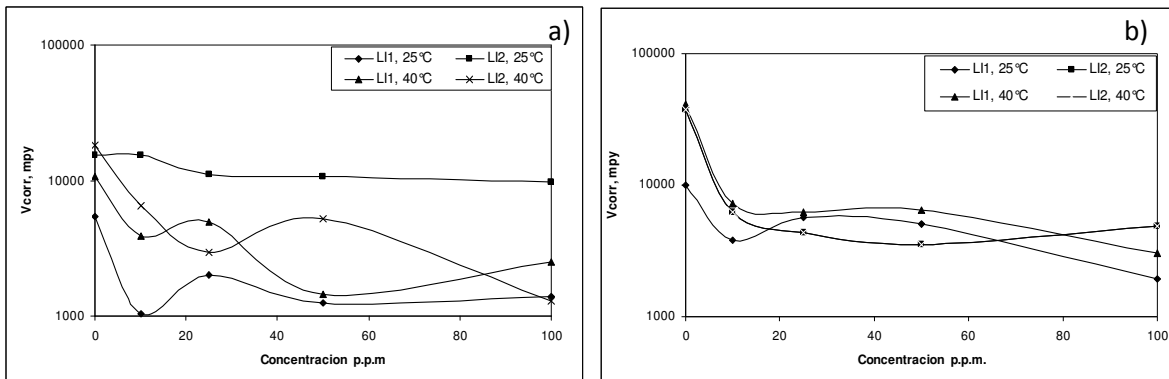 a)
100000
LI1, 25°C LI2, 25°C
LI1, 40°C LI2, 40°C
10000
1000
0 20 40 60 80 100
Vcorr, mpy
Concentracion p.p.m
b)
100000
LI1, 25°C LI2, 25°C
LI1, 40°C LI2, 40°C
10000
1000
0 20 40 60 80 100
Vcorr, mpy
Concentracion p.p.m.